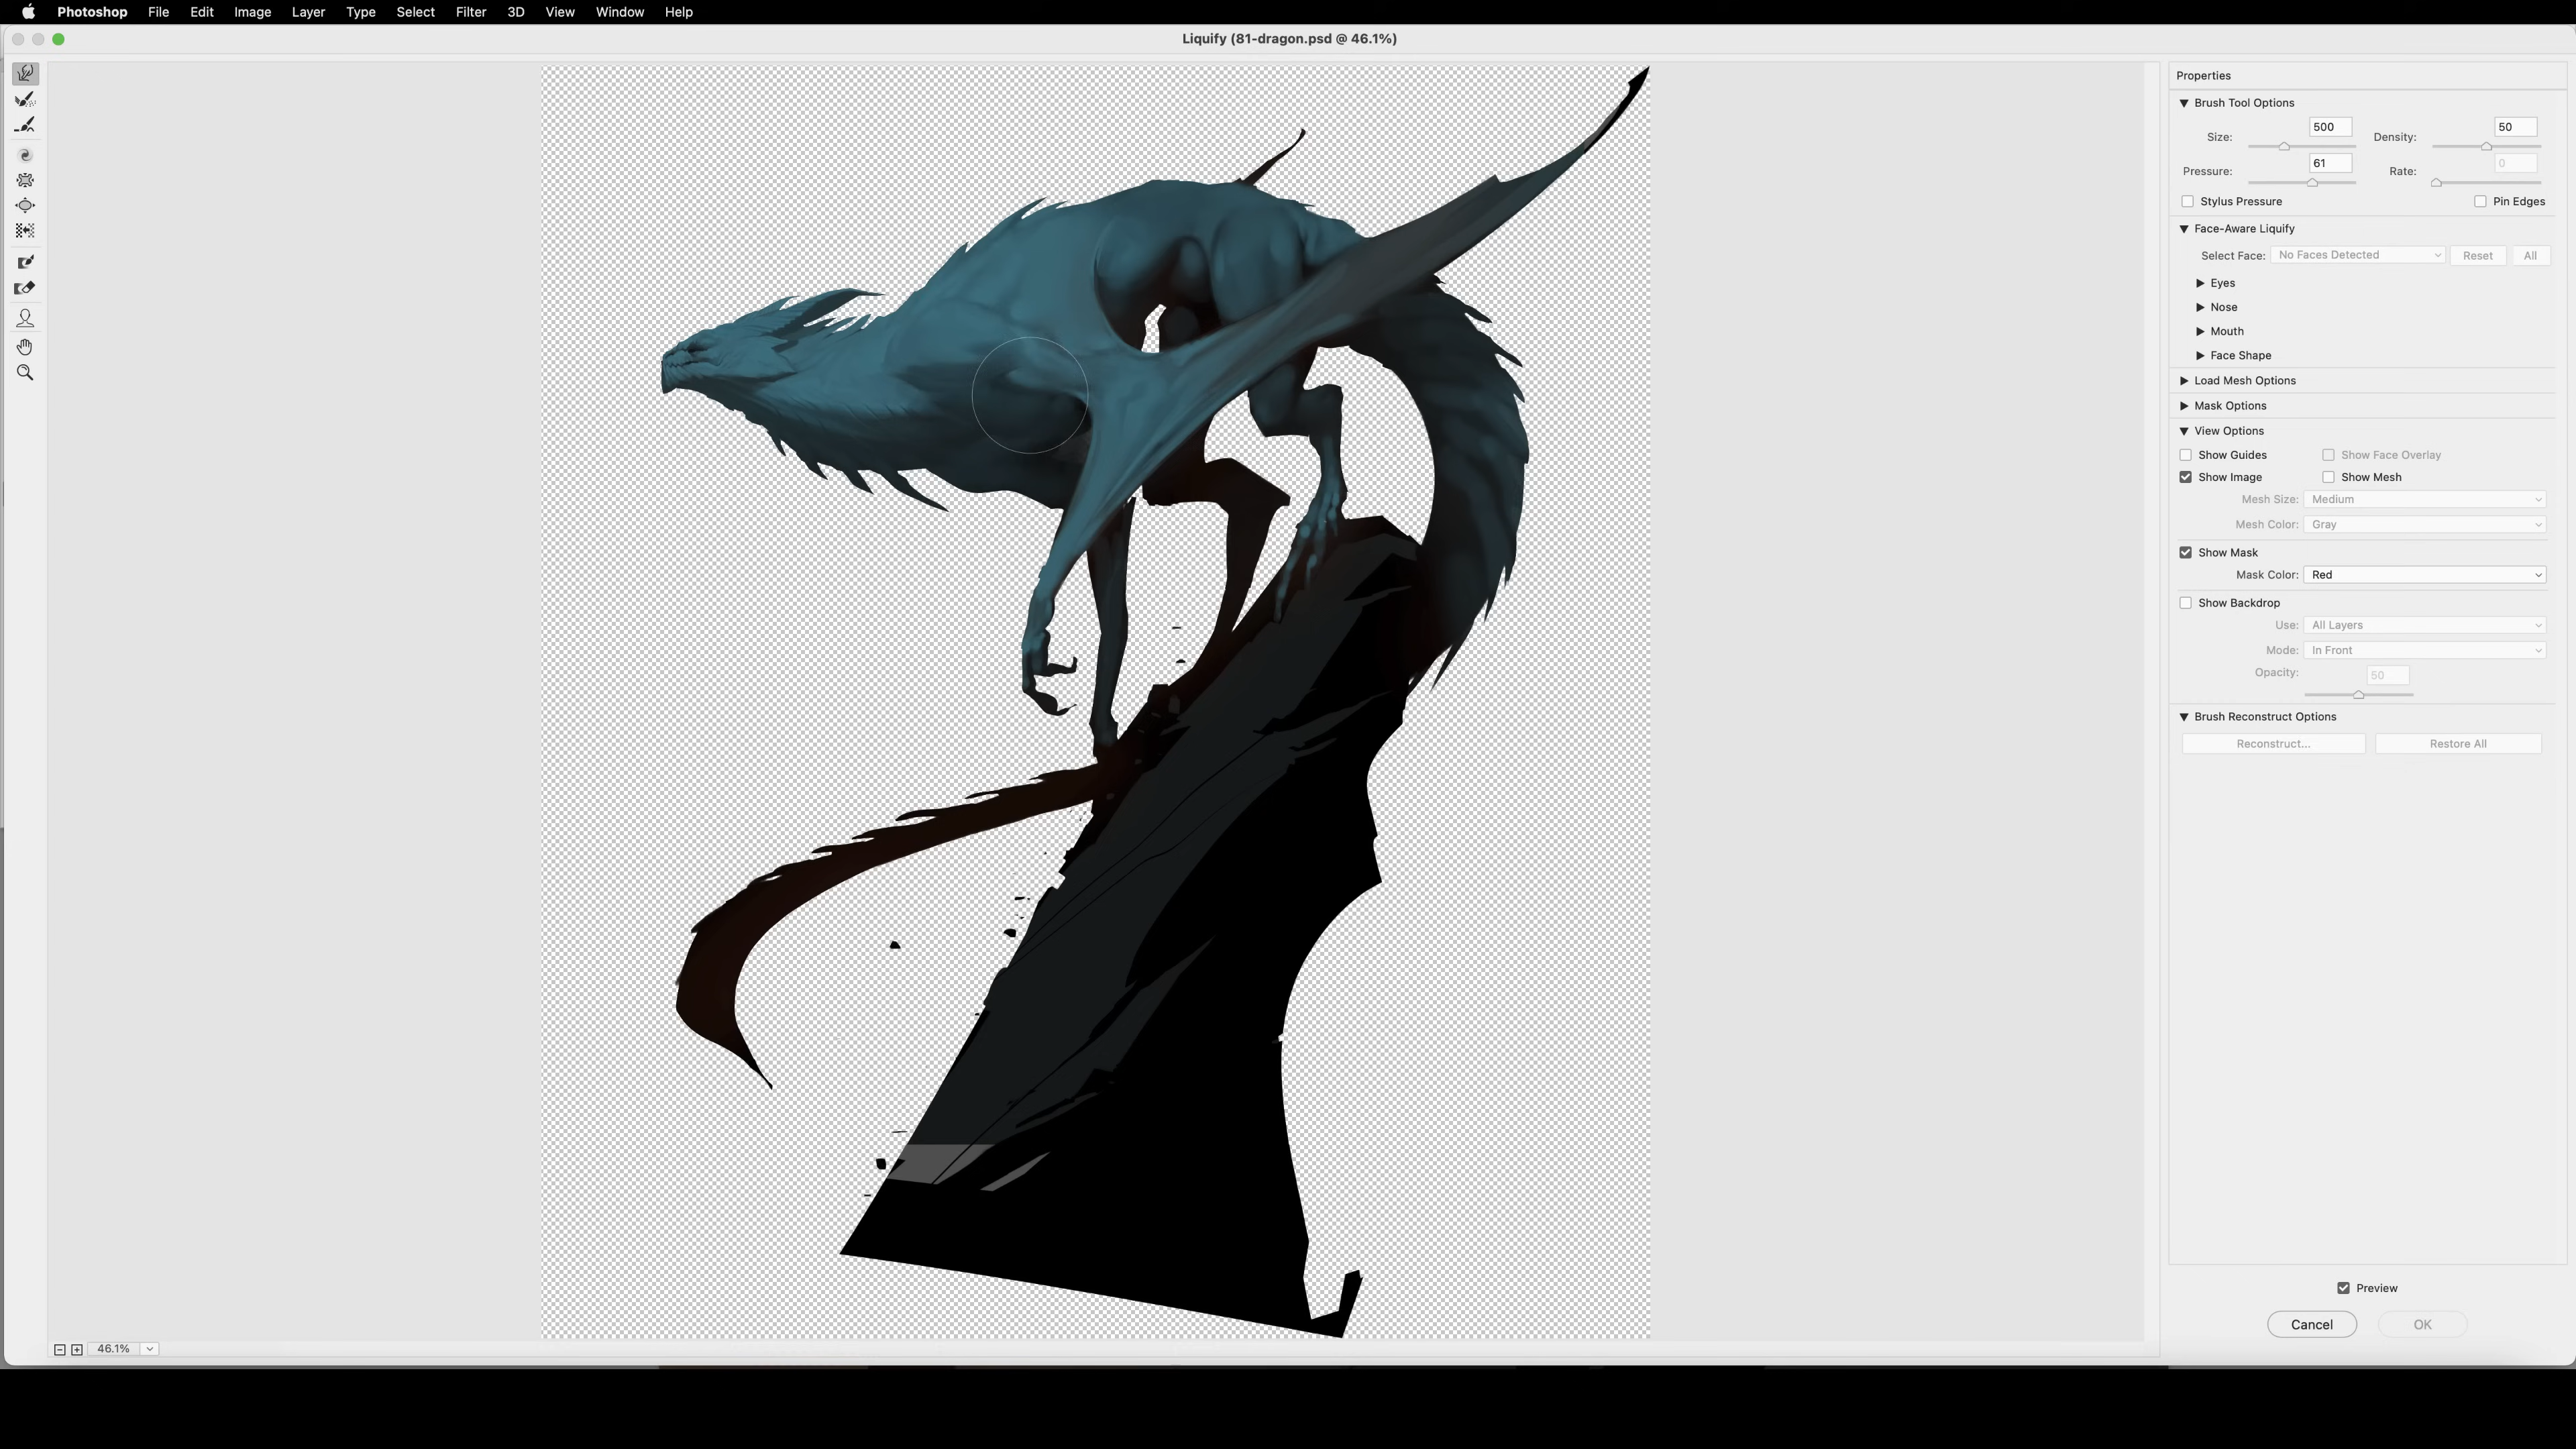 Photoshop File Edit Image Layer Type Select Filter 3D View Window Help
Liquify (81-dragon.psd @ 46.1%)
Properties
Brush Tool Options
Size: 500 Density: 50
Pressure: 61 Rate: 0
Stylus Pressure Pin Edges
Face-Aware Liquify
Select Face: No Faces Detected Reset All
Eyes
Nose
Mouth
Face Shape
Load Mesh Options
Mask Options
View Options
Show Guides Show Face Overlay
Show Image Show Mesh
Mesh Size: Medium
Mesh Color: Gray
Show Mask
Mask Color: Red
Show Backdrop
Use: All Layers
Mode: In Front
Opacity: 50
Brush Reconstruct Options
Reconstruct... Restore All
Preview
Cancel OK
46.1%